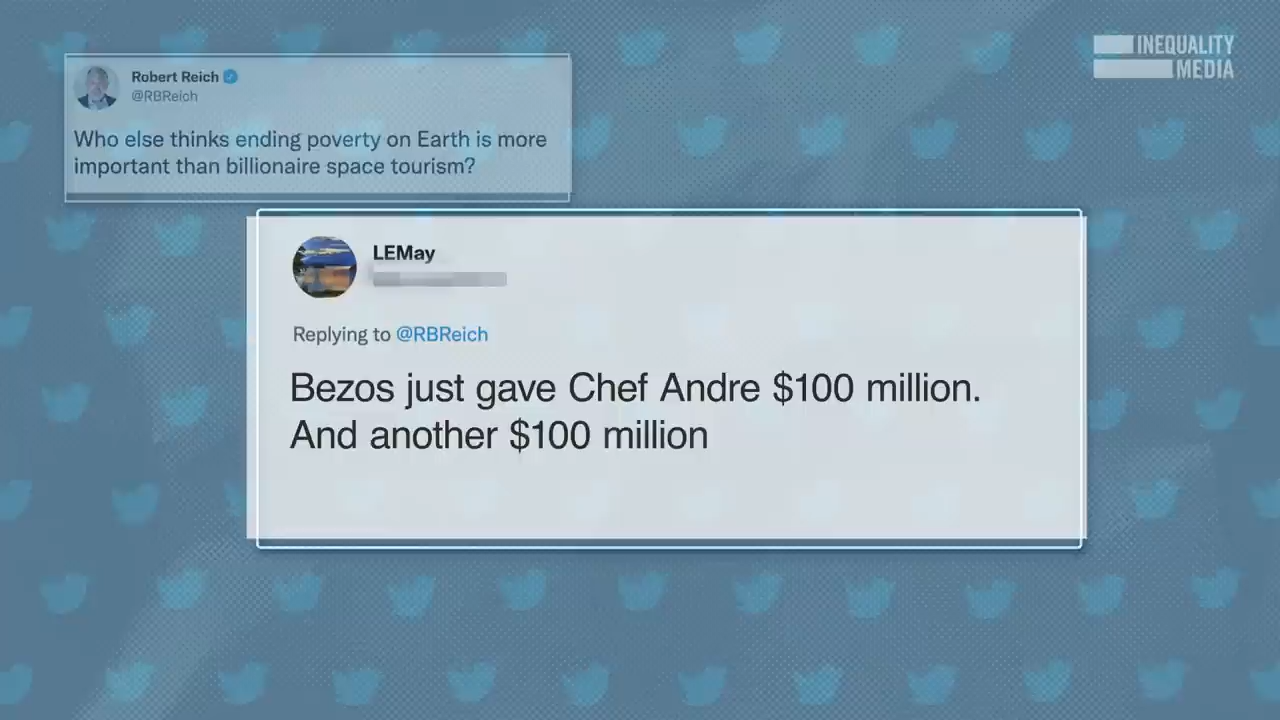 INEQUALITY
MEDIA
Robert Reich
@RBReich
Who else thinks ending poverty on Earth is more
important than billionaire space tourism?
LEMay
Replying to @RBReich
Bezos just gave Chef Andre $100 million.
And another $100 million